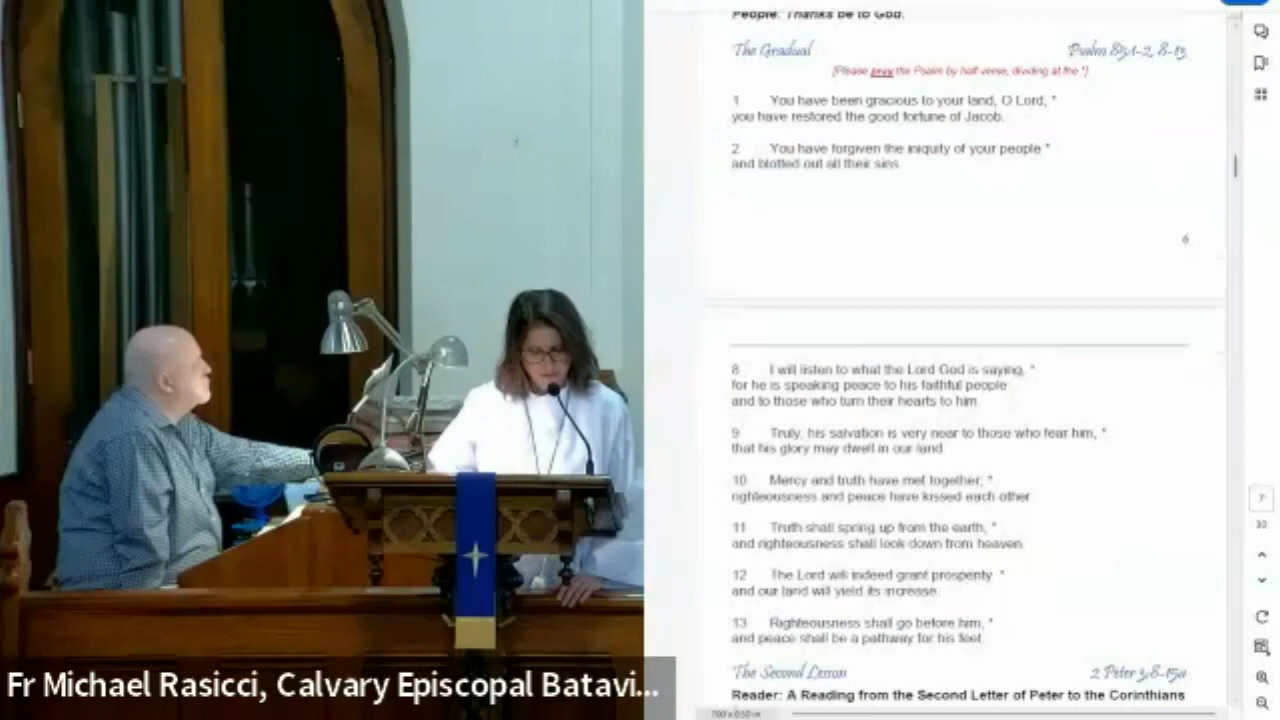 People: Thanks be to God.
The Gradual
Psalm 85:1-2, 8-13
[Please pray the Psalm by half-verse, dividing at the *]
1 You have been gracious to your land, O Lord, *
you have restored the good fortune of Jacob.
2 You have forgiven the iniquity of your people *
and blotted out all their sins
6
8 I will listen to what the Lord God is saying, *
for he is speaking peace to his faithful people
and to those who turn their hearts to him.
9 Truly, his salvation is very near to those who fear him, *
that his glory may dwell in our land
10 Mercy and truth have met together; *
righteousness and peace have kissed each other
11 Truth shall spring up from the earth, *
and righteousness shall look down from heaven.
12 The Lord will indeed grant prosperity *
and our land will yield its increase.
13 Righteousness shall go before him, *
and peace shall be a pathway for his feet.
The Second Lesson
2 Peter 3:8-15a
Reader: A Reading from the Second Letter of Peter to the Corinthians
7
Fr Michael Rasicci, Calvary Episcopal Batavi...